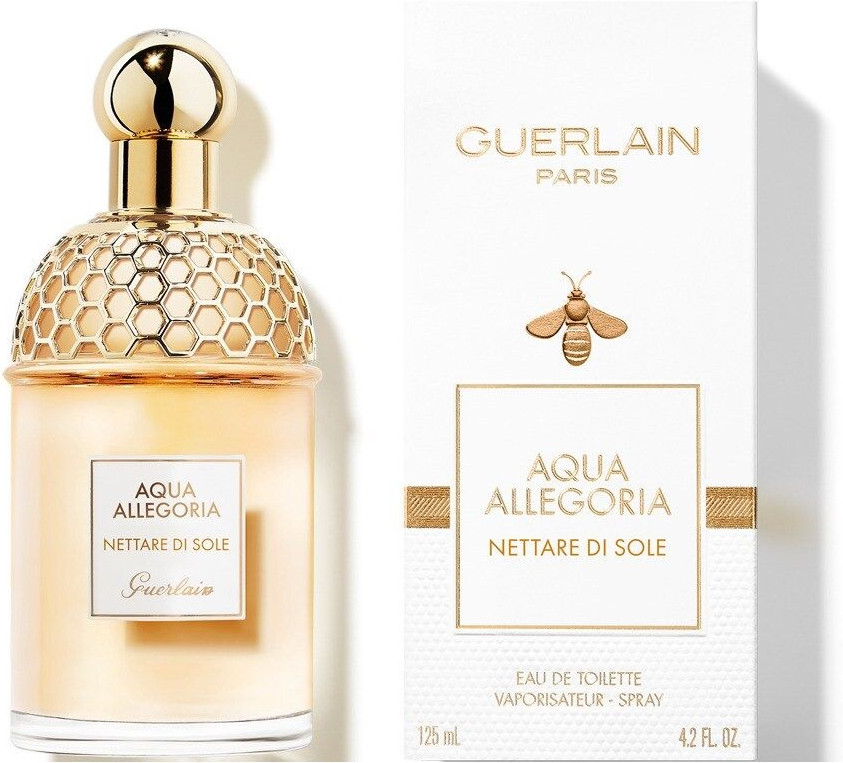 AQUA
ALLEGORIA
NETTARE DI SOLE
Guerlain
GUERLAIN
PARIS
AQUA
ALLEGORIA
NETTARE DI SOLE
EAU DE TOILETTE
VAPORISATEUR - SPRAY
125 mL 4.2 FL. OZ.